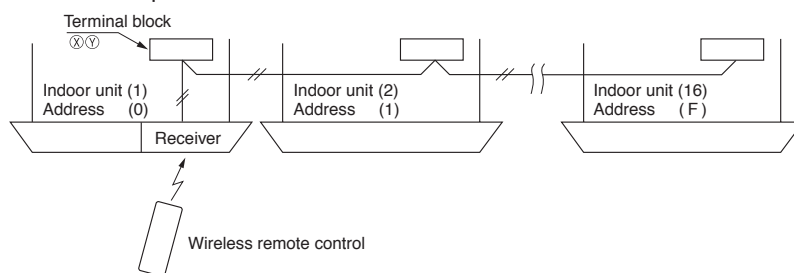 Terminal block
Ⓧ Ⓨ
Indoor unit (1)
Address (0)
Receiver
Indoor unit (2)
Address (1)
Indoor unit (16)
Address ( F )
Wireless remote control